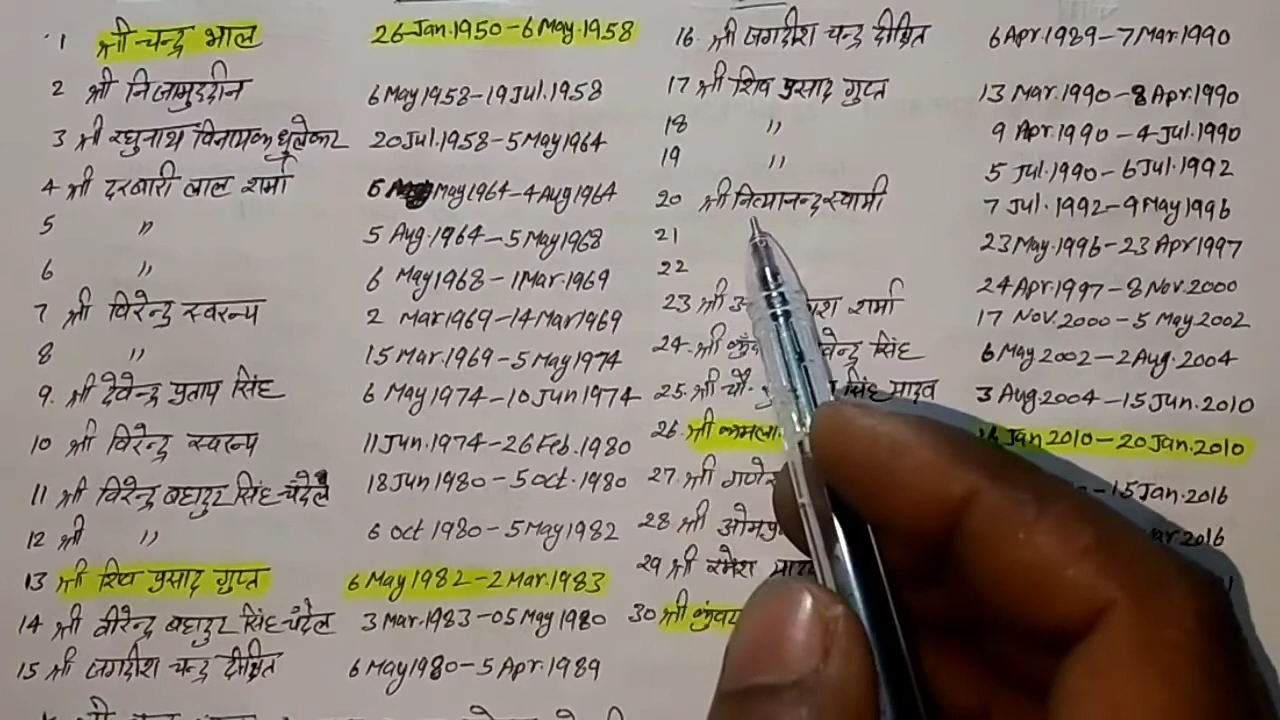 1 श्री चन्द्र भाल 26 Jan.1950-6 May.1958
2 श्री निजामुद्दीन 6 May 1958-19 Jul.1958
3 श्री रघुनाथ विनायक धुलेकर 20 Jul.1958-5 May 1964
4 श्री दरबारी लाल शर्मा 6 May 1964-4 Aug 1964
5 " 5 Aug.1964-5 May 1968
6 " 6 May 1968-1 Mar.1969
7 श्री विरेन्द्र स्वरुप 2 Mar 1969-14 Mar 1969
8 " 15 Mar.1969-5 May 1974
9. श्री देवेन्द्र प्रताप सिंह 6 May 1974-10 Jun 1974
10 श्री विरेन्द्र स्वरुप 11 Jun.1974-26 Feb.1980
11 श्री विरेन्द्र बहादुर सिंह-चंदेल 18 Jun 1980-5 oct.1980
12 श्री " 6 oct 1980-5 May 1982
13 श्री शिव प्रसाद गुप्त 6 May 1982-2 Mar.1983
14 श्री वीरेन्द्र बहादुर सिंह-चंदेल 3 Mar.1983-05 May 1980
15 श्री जगदीश चन्द्र दीक्षित 6 May 1980-5 Apr.1989
16 श्री जगदीश चन्द्र दीक्षित 6 Apr.1989-7 Mar 1990
17 श्री शिव प्रसाद गुप्त 13 Mar.1990-8 Apr.1990
18 " 9 Apr.1990-4 Jul.1990
19 " 5 Jul.1990-6 Jul.1992
20 श्री नित्यानन्द स्वामी 7 Jul.1992-9 May 1996
21 23 May.1996-23 Apr 1997
22 24 Apr.1997-8 Nov.2000
23 श्री शर्मा 17 Nov.2000-5 May 2002
24. श्री सिंह 6 May 2002-2 Aug.2004
25. श्री चौ. सिंह यादव 3 Aug.2004-15 Jun.2010
26. श्री Jan 2010-20 Jan.2010
27. श्री -15 Jan.2016
28 श्री 2016
29 श्री रमेश
30 श्री कुंवर